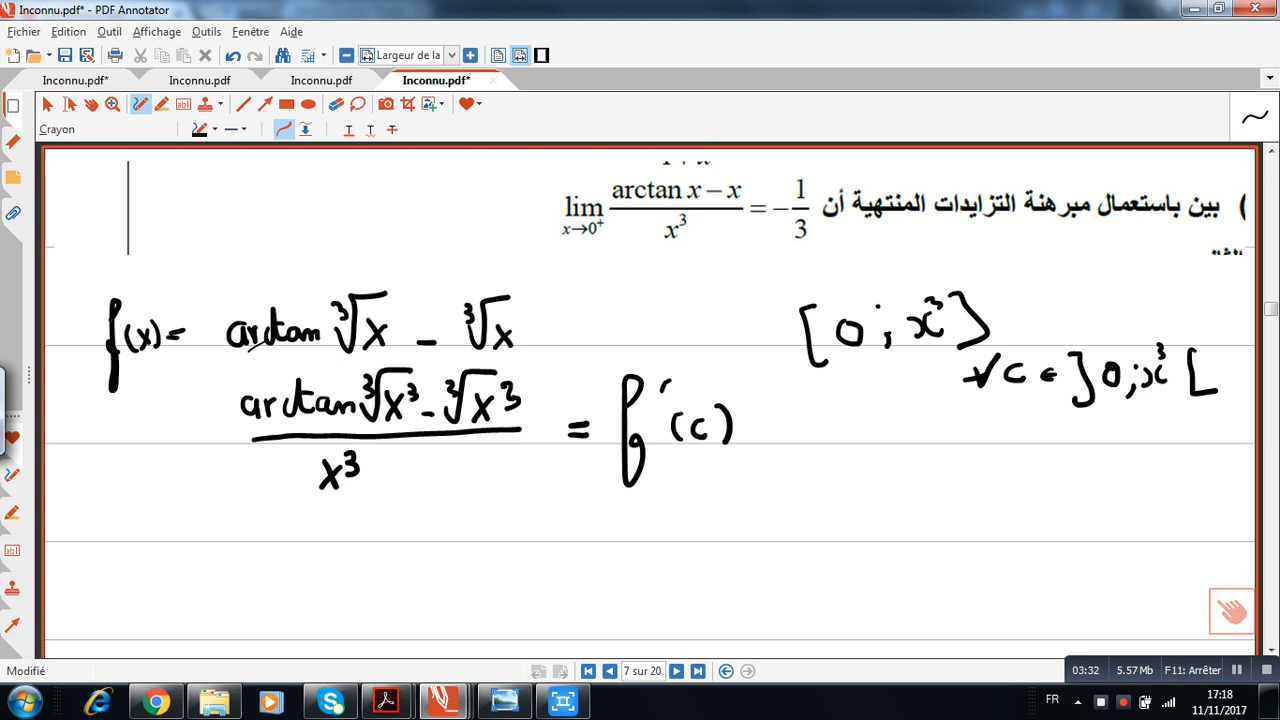 Inconnu.pdf* - PDF Annotator
Fichier Edition Outil Affichage Outils Fenêtre Aide
Largeur de la
Inconnu.pdf* Inconnu.pdf Inconnu.pdf Inconnu.pdf*
Crayon
lim x→0⁺ (arctan x − x)/x³ = −1/3 بين باستعمال مبرهنة التزايدات المنتهية أن )
f(x)= arctan ∛x − ∛x
[0 ; x³]
∀c ∈ ]0 ; x³[
(arctan ∛x³ − ∛x³)/x³ = f'(c)
Modifié
7 sur 20
03:32 5.57 Mb F11: Arrêter
FR
17:18
11/11/2017